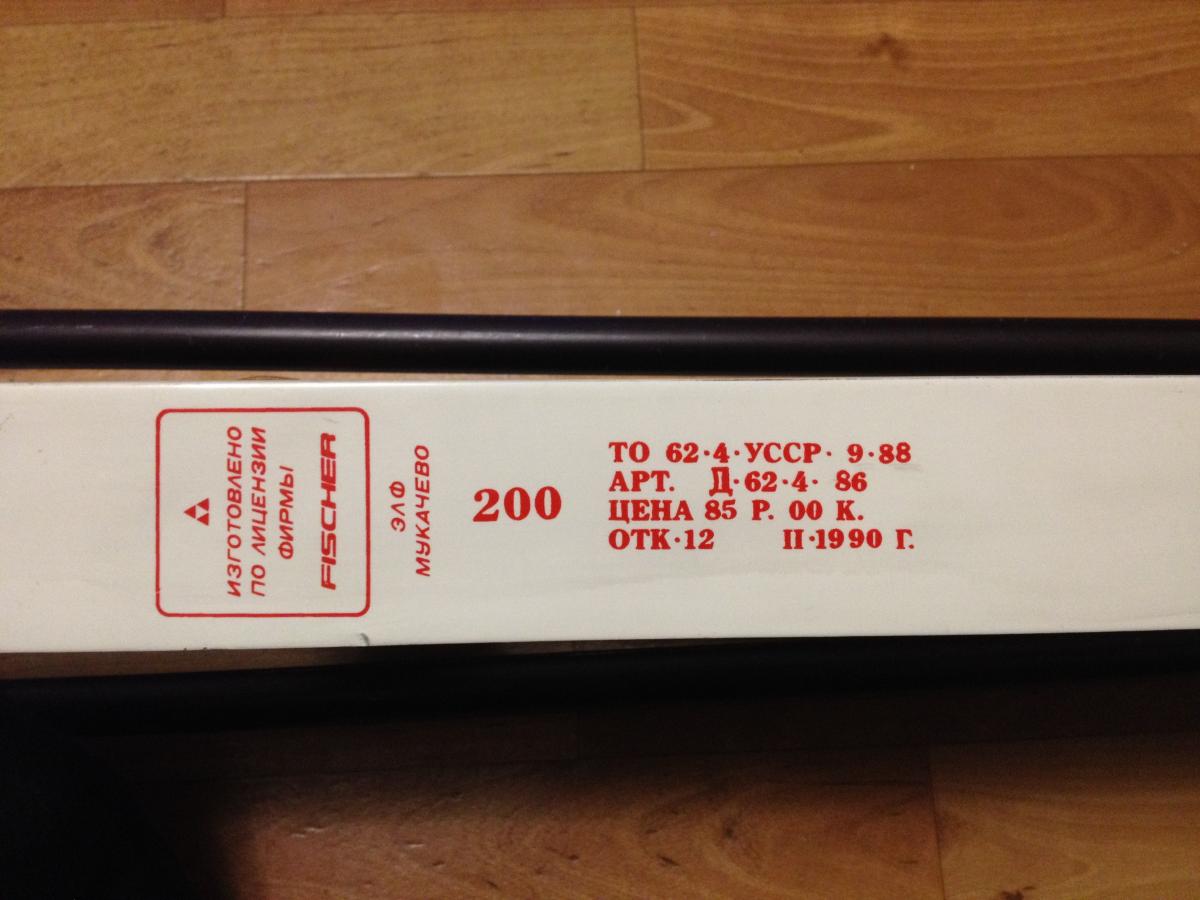 ИЗГОТОВЛЕНО
ПО ЛИЦЕНЗИИ
ФИРМЫ
FISCHER
ЭЛФ
МУКАЧЕВО
200
ТО 62·4·УССР· 9·88
АРТ. Д·62·4· 86
ЦЕНА 85 Р. 00 К.
ОТК·12 II·1990 Г.